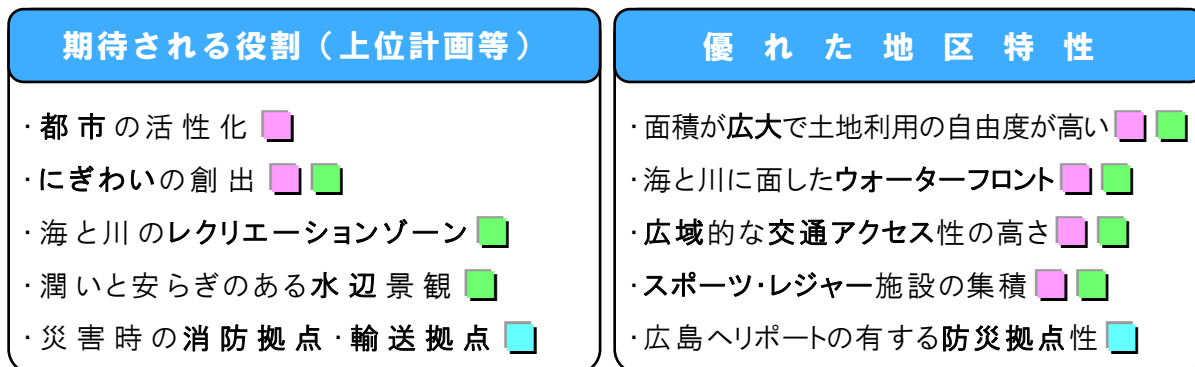 期待される役割（上位計画等）
・都市の活性化
・にぎわいの創出
・海と川のレクリエーションゾーン
・潤いと安らぎのある水辺景観
・災害時の消防拠点・輸送拠点
優れた地区特性
・面積が広大で土地利用の自由度が高い
・海と川に面したウォーターフロント
・広域的な交通アクセス性の高さ
・スポーツ・レジャー施設の集積
・広島ヘリポートの有する防災拠点性